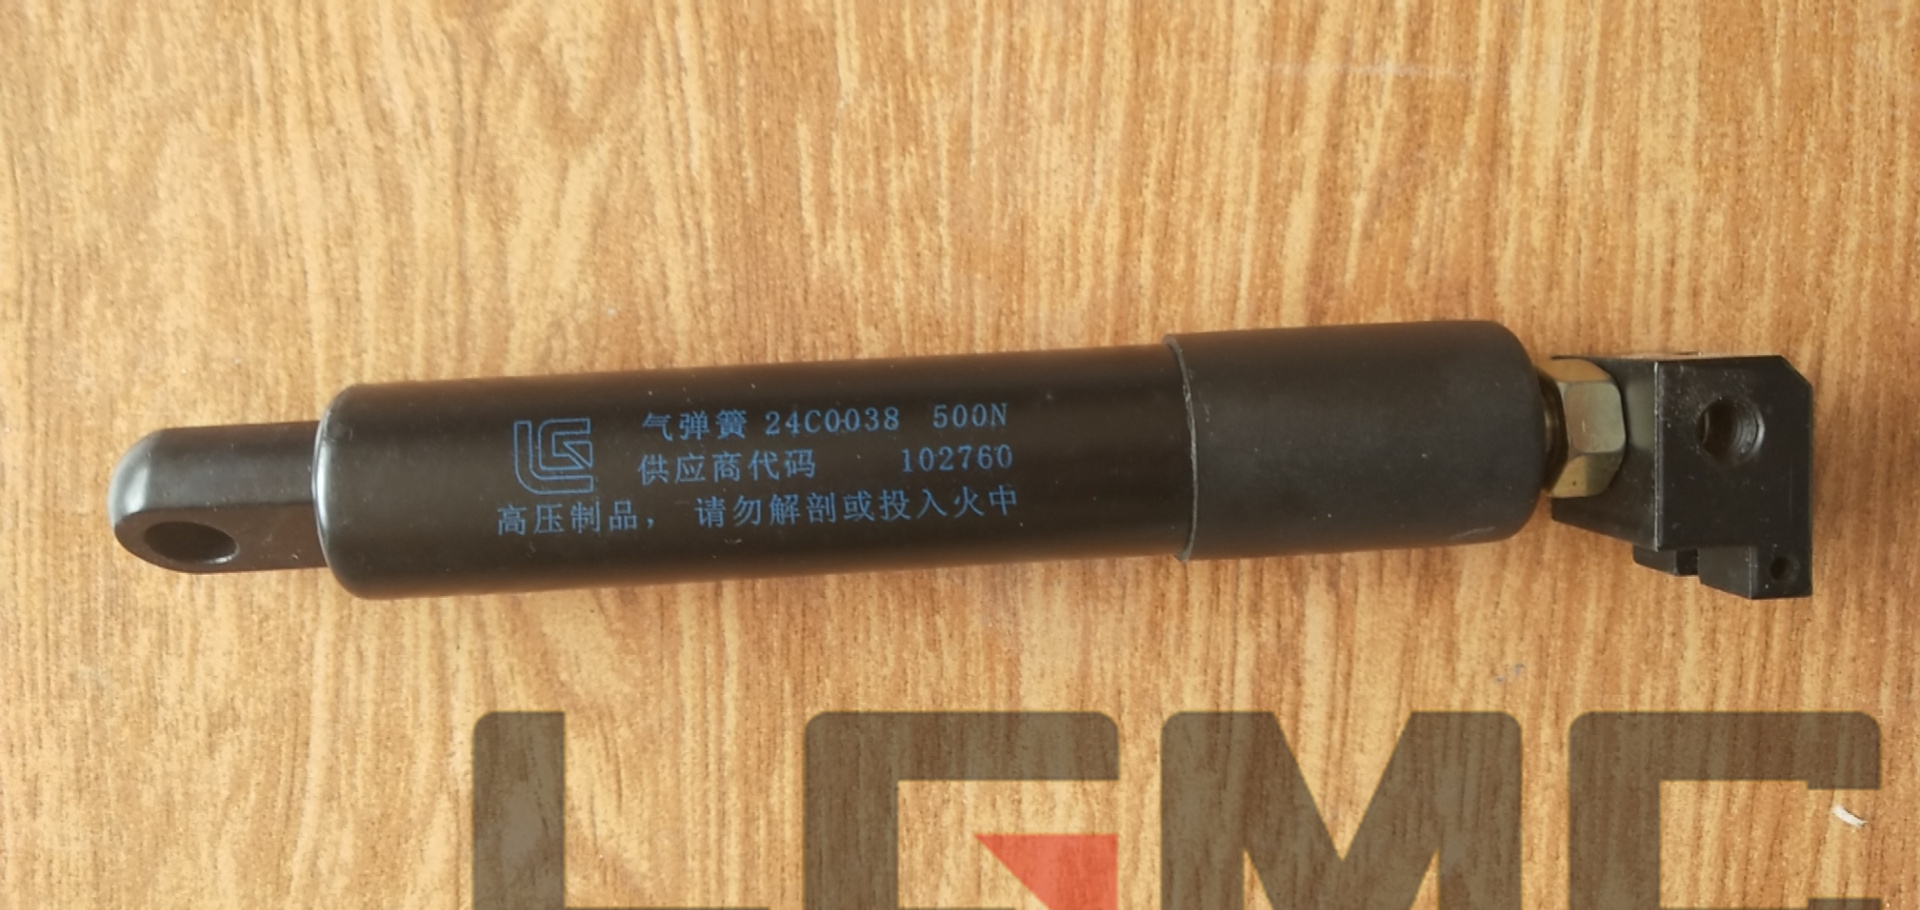 LG
气弹簧 24C0038 500N
供应商代码 102760
高压制品，请勿解剖或投入火中